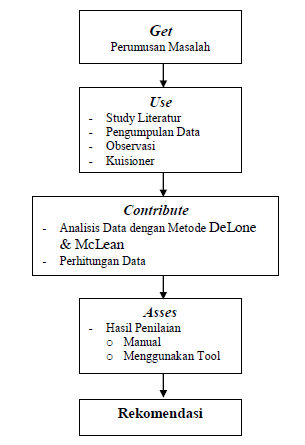 Get
Perumusan Masalah
Use
- Study Literatur
- Pengumpulan Data
- Observasi
- Kuisioner
Contribute
- Analisis Data dengan Metode DeLone
& McLean
- Perhitungan Data
Asses
- Hasil Penilaian
o Manual
o Menggunakan Tool
Rekomendasi